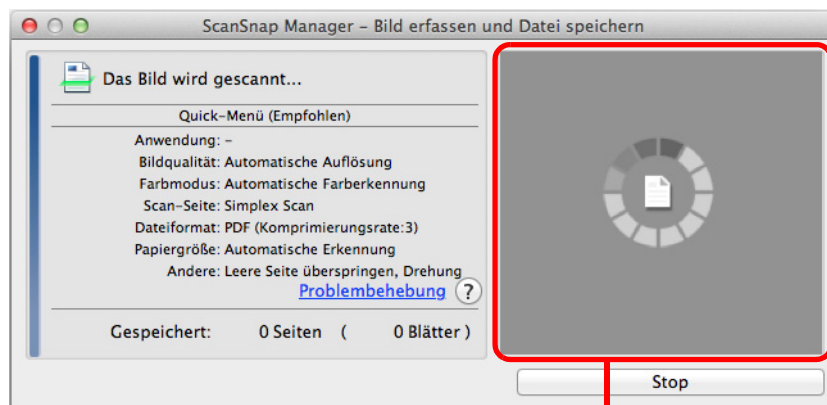 ScanSnap Manager – Bild erfassen und Datei speichern
Das Bild wird gescannt...
Quick-Menü (Empfohlen)
Anwendung: –
Bildqualität: Automatische Auflösung
Farbmodus: Automatische Farberkennung
Scan-Seite: Simplex Scan
Dateiformat: PDF (Komprimierungsrate:3)
Papiergröße: Automatische Erkennung
Andere: Leere Seite überspringen, Drehung
Problembehebung ?
Gespeichert: 0 Seiten ( 0 Blätter )
Stop